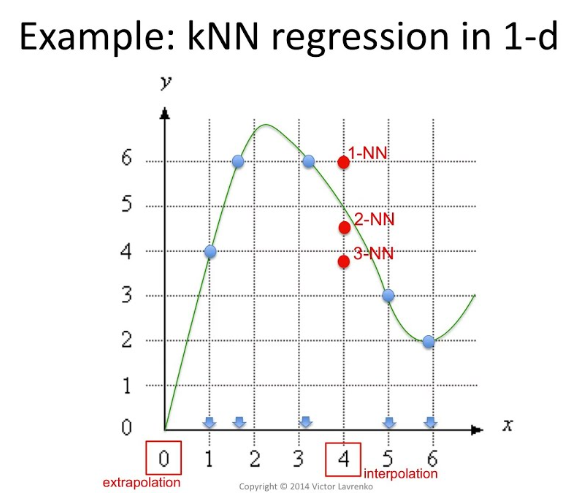 Example: kNN regression in 1-d
y
6
1-NN
5
2-NN
4
3-NN
3
2
1
0
x
0 1 2 3 4 5 6
extrapolation
interpolation
Copyright © 2014 Victor Lavrenko